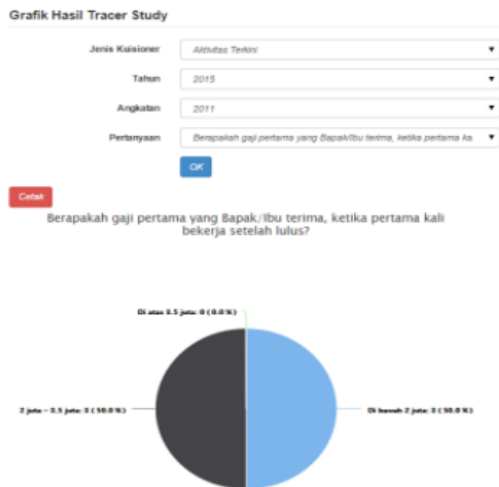 Grafik Hasil Tracer Study
Jenis Kuisioner
Aktivitas Terkini
Tahun
2015
Angkatan
2011
Pertanyaan
Berapakah gaji pertama yang Bapak/Ibu terima, ketika pertama ka
OK
Cetak
Berapakah gaji pertama yang Bapak/Ibu terima, ketika pertama kali
bekerja setelah lulus?
Di atas 3.5 juta: 0 (0.0%)
2 juta - 3.5 juta: 3 (50.0%)
Di bawah 2 juta: 3 (50.0%)